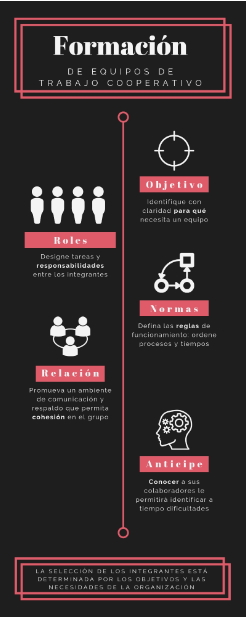 Formación
DE EQUIPOS DE
TRABAJO COOPERATIVO
Objetivo
Identifique con
claridad para qué
necesita un equipo
Roles
Designe tareas y
responsabilidades
entre los integrantes
Normas
Defina las reglas de
funcionamiento: ordene
procesos y tiempos
Relación
Promueva un ambiente
de comunicación y
respaldo que permita
cohesión en el grupo
Anticipe
Conocer a sus
colaboradores le
permitirá identificar a
tiempo dificultades
LA SELECCIÓN DE LOS INTEGRANTES ESTÁ
DETERMINADA POR LOS OBJETIVOS Y LAS
NECESIDADES DE LA ORGANIZACIÓN